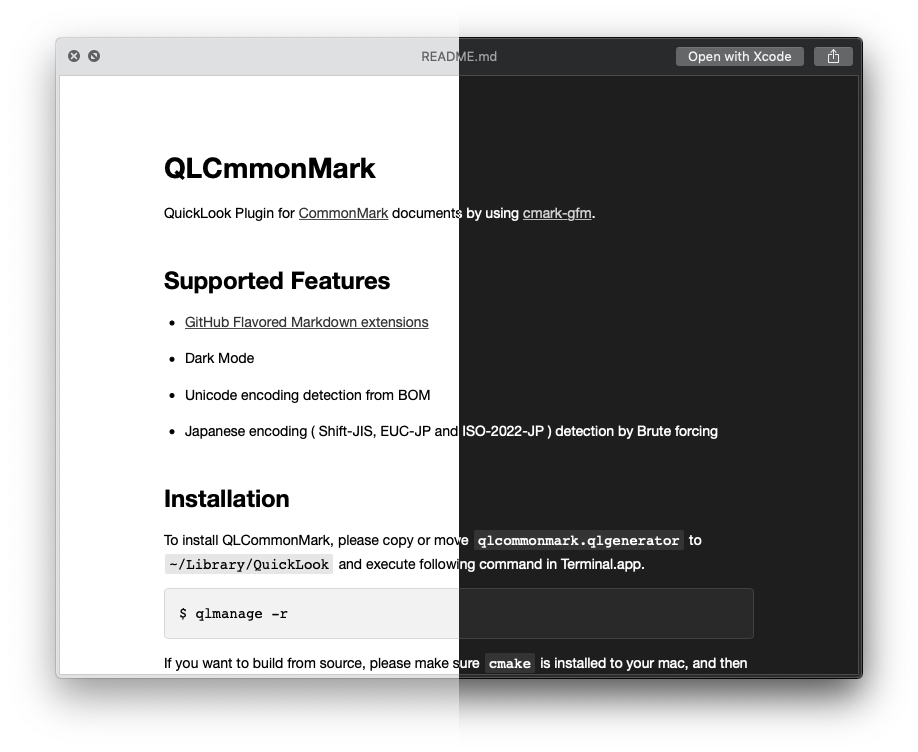 README.md
Open with Xcode
QLCmmonMark
QuickLook Plugin for CommonMark documents by using cmark-gfm.
Supported Features
• GitHub Flavored Markdown extensions
• Dark Mode
• Unicode encoding detection from BOM
• Japanese encoding ( Shift-JIS, EUC-JP and ISO-2022-JP ) detection by Brute forcing
Installation
To install QLCommonMark, please copy or move qlcommonmark.qlgenerator to
~/Library/QuickLook and execute following command in Terminal.app.
$ qlmanage -r
If you want to build from source, please make sure cmake is installed to your mac, and then